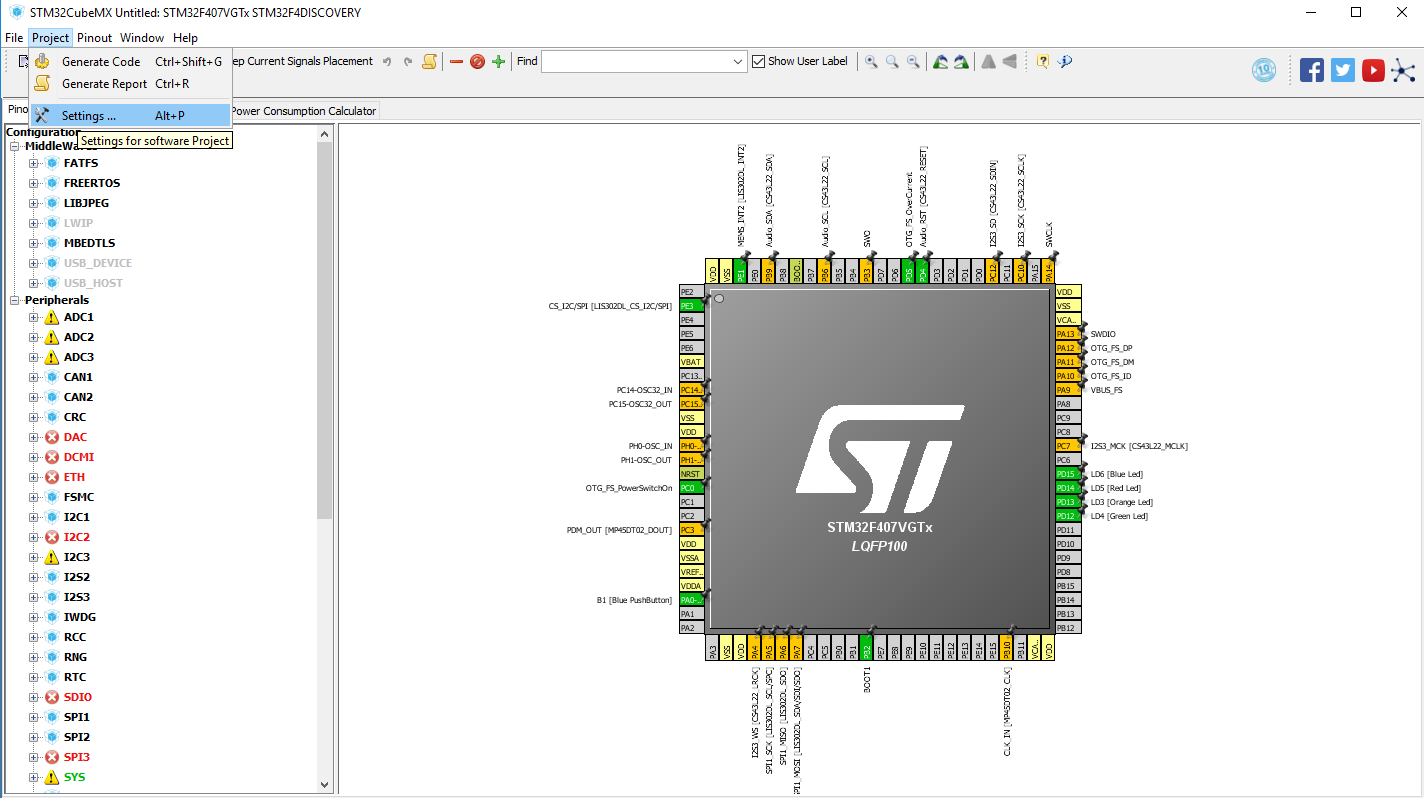 STM32CubeMX Untitled: STM32F407VGTx STM32F4DISCOVERY
File Project Pinout Window Help
Generate Code Ctrl+Shift+G
Generate Report Ctrl+R
Settings ... Alt+P
Settings for software Project
ep Current Signals Placement
Find
Show User Label
Pino
Power Consumption Calculator
Configuration
MiddleWares
FATFS
FREERTOS
LIBJPEG
LWIP
MBEDTLS
USB_DEVICE
USB_HOST
Peripherals
ADC1
ADC2
ADC3
CAN1
CAN2
CRC
DAC
DCMI
ETH
FSMC
I2C1
I2C2
I2C3
I2S2
I2S3
IWDG
RCC
RNG
RTC
SDIO
SPI1
SPI2
SPI3
SYS
MEMS_INT2 [LIS302DL_INT2]
Audio_SDA [CS43L22_SDA]
Audio_SCL [CS43L22_SCL]
SWO
OTG_FS_OverCurrent
Audio_RST [CS43L22_RESET]
I2S3_SD [CS43L22_SDIN]
I2S3_SCK [CS43L22_SCLK]
SWCLK
VDD
VSS
PE1
PE0
PB9
PB8
BOO..
PB7
PB6
PB5
PB4
PB3
PD7
PD6
PD5
PD4
PD3
PD2
PD1
PD0
PC12
PC11
PC10
PA15
PA14
PE2
CS_I2C/SPI [LIS302DL_CS_I2C/SPI] PE3
PE4
PE5
PE6
VBAT
PC13..
PC14-OSC32_IN PC14..
PC15-OSC32_OUT PC15..
VSS
VDD
PH0-OSC_IN PH0-..
PH1-OSC_OUT PH1-..
NRST
OTG_FS_PowerSwitchOn PC0
PC1
PC2
PDM_OUT [MP45DT02_DOUT] PC3
VDD
VSSA
VREF..
VDDA
B1 [Blue PushButton] PA0-..
PA1
PA2
STM32F407VGTx
LQFP100
VDD
VSS
VCA..
PA13 SWDIO
PA12 OTG_FS_DP
PA11 OTG_FS_DM
PA10 OTG_FS_ID
PA9 VBUS_FS
PA8
PC9
PC8
PC7 I2S3_MCK [CS43L22_MCLK]
PC6
PD15 LD6 [Blue Led]
PD14 LD5 [Red Led]
PD13 LD3 [Orange Led]
PD12 LD4 [Green Led]
PD11
PD10
PD9
PD8
PB15
PB14
PB13
PB12
PA3
VSS
VDD
PA4
PA5
PA6
PA7
PC4
PC5
PB0
PB1
PB2
PE7
PE8
PE9
PE10
PE11
PE12
PE13
PE14
PE15
PB10
PB11
VCA..
VDD
I2S3_WS [CS43L22_LRCK]
SPI1_SCK [LIS302DL_SCL/SPC]
SPI1_MISO [LIS302DL_SDO]
SPI1_MOSI [LIS302DL_SDA/SDI/SDO]
BOOT1
CLK_IN [MP45DT02_CLK]